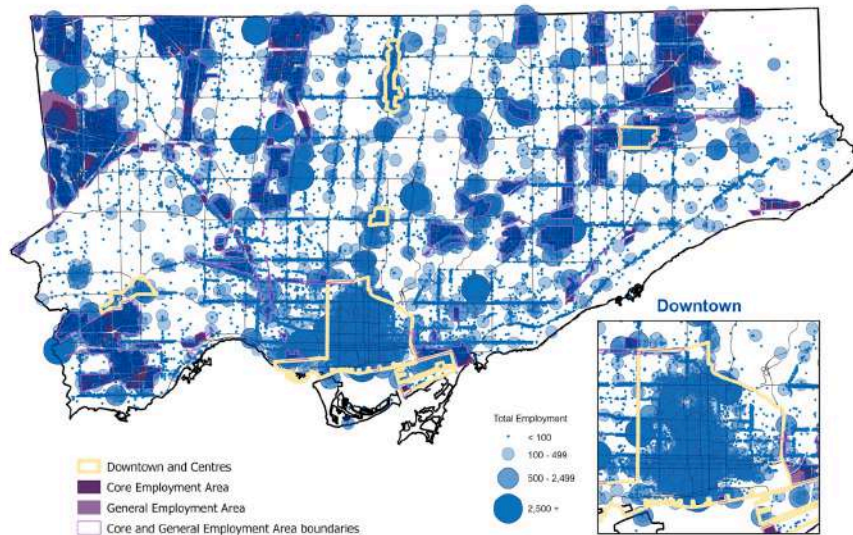 Downtown
Total Employment
< 100
100 - 499
500 - 2,499
2,500 +
Downtown and Centres
Core Employment Area
General Employment Area
Core and General Employment Area boundaries